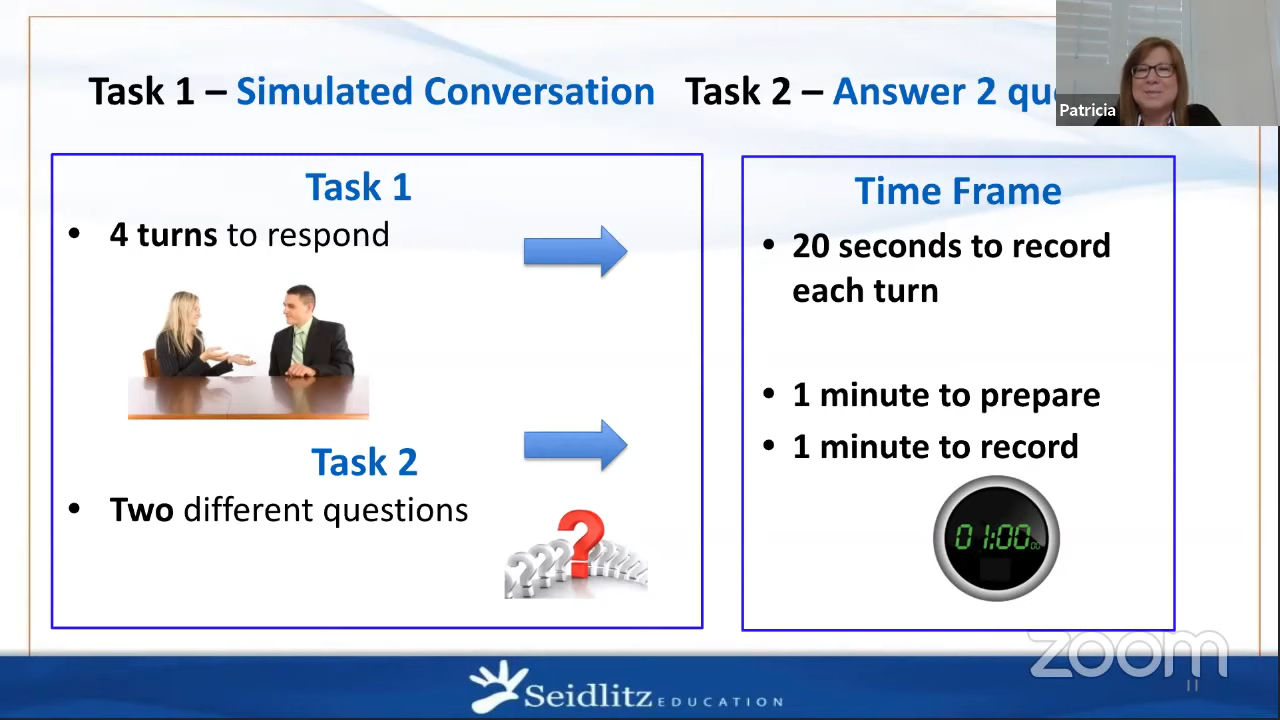 Task 1 – Simulated Conversation Task 2 – Answer 2
Patricia
Task 1
• 4 turns to respond
Task 2
• Two different questions
Time Frame
• 20 seconds to record
each turn
• 1 minute to prepare
• 1 minute to record
01:00
zoom
Seidlitz EDUCATION